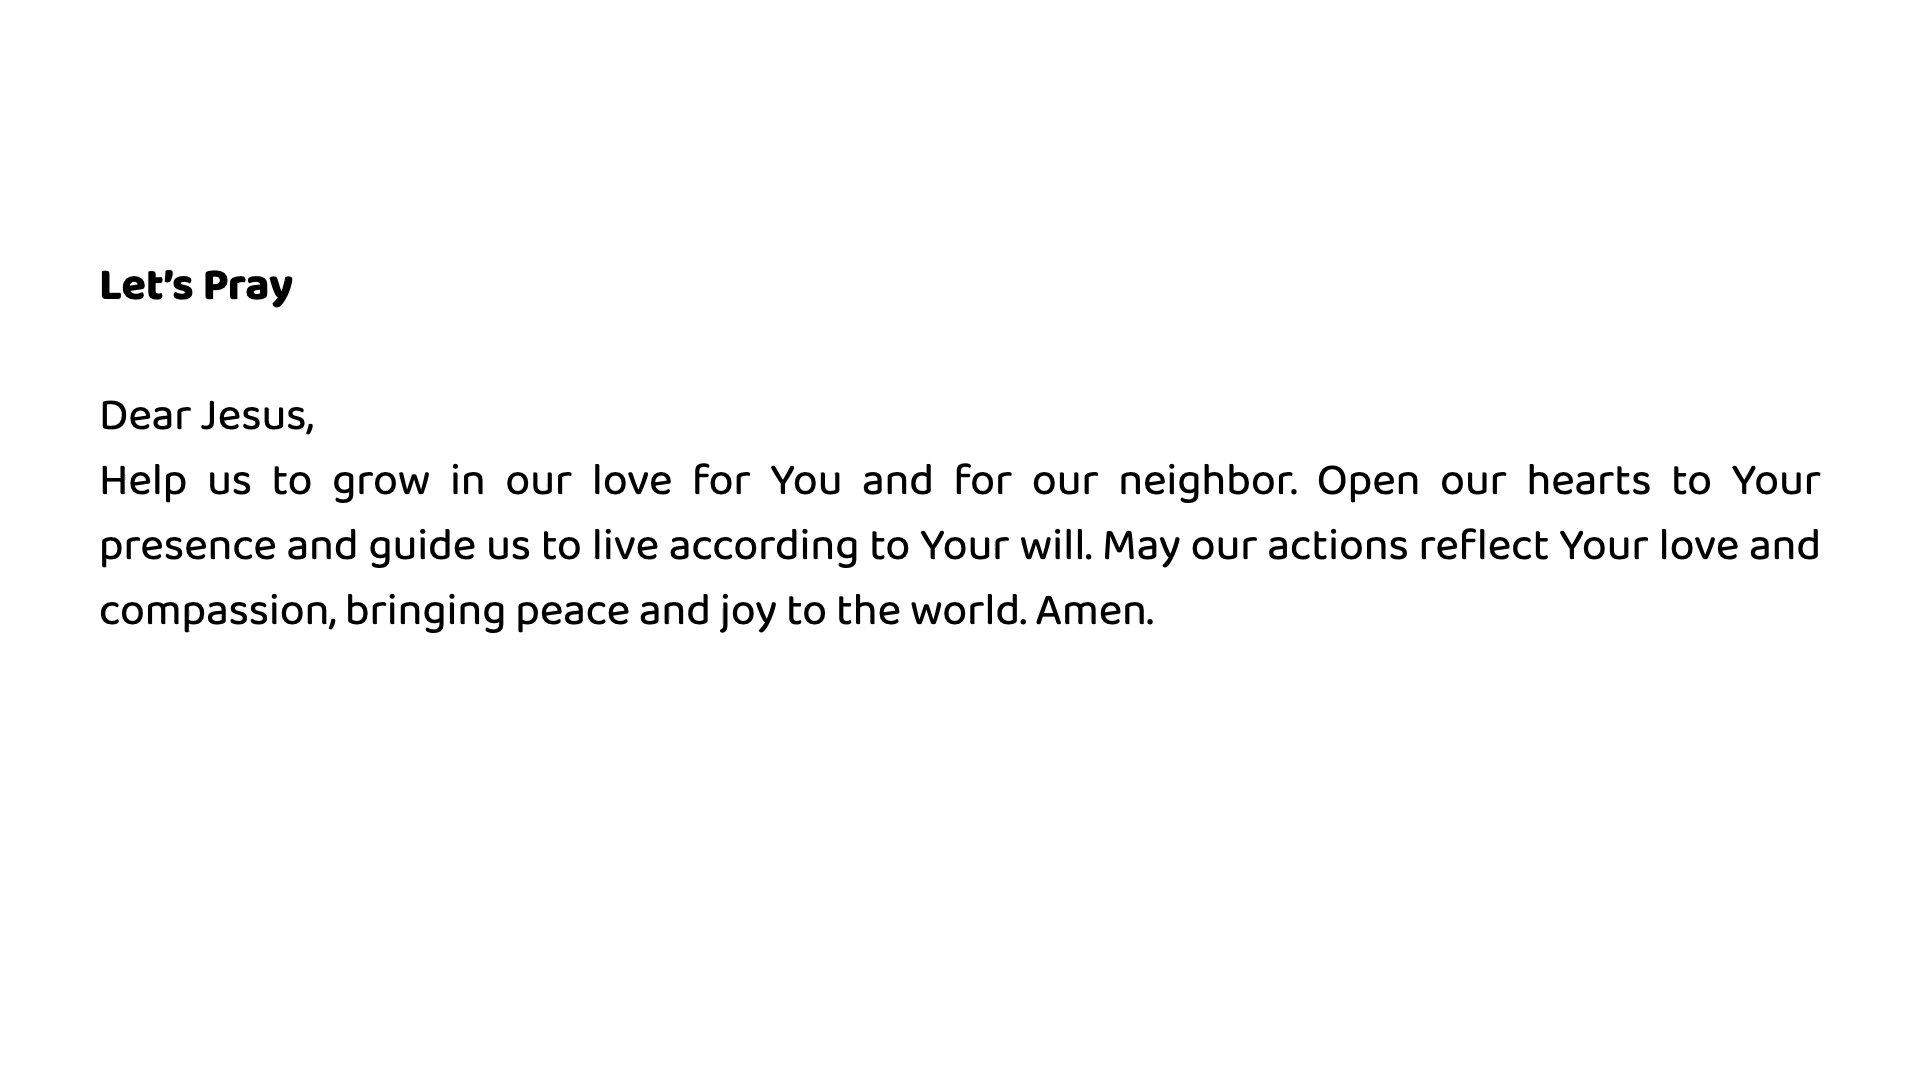 Let’s Pray
Dear Jesus,
Help us to grow in our love for You and for our neighbor. Open our hearts to Your
presence and guide us to live according to Your will. May our actions reflect Your love and
compassion, bringing peace and joy to the world. Amen.